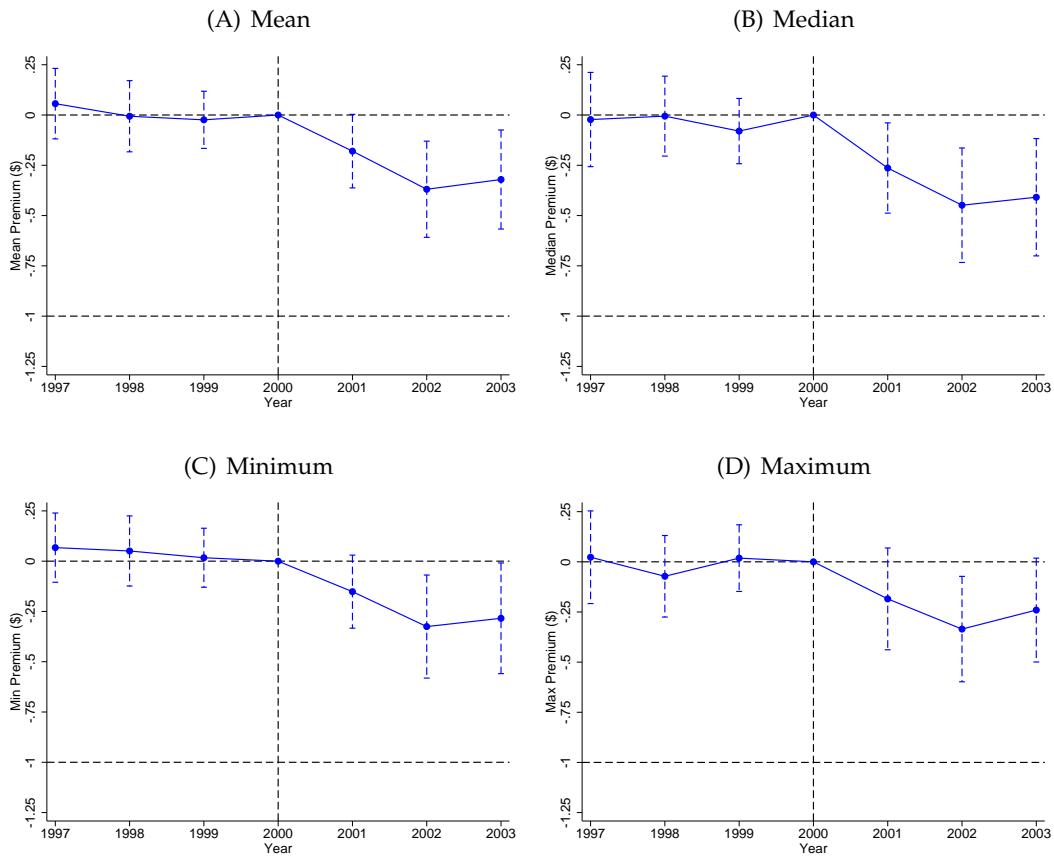 (A) Mean
.25
0
-.25
-.5
-.75
-1
-1.25
Mean Premium ($)
1997 1998 1999 2000 2001 2002 2003
Year
(B) Median
.25
0
-.25
-.5
-.75
-1
-1.25
Median Premium ($)
1997 1998 1999 2000 2001 2002 2003
Year
(C) Minimum
.25
0
-.25
-.5
-.75
-1
-1.25
Min Premium ($)
1997 1998 1999 2000 2001 2002 2003
Year
(D) Maximum
.25
0
-.25
-.5
-.75
-1
-1.25
Max Premium ($)
1997 1998 1999 2000 2001 2002 2003
Year